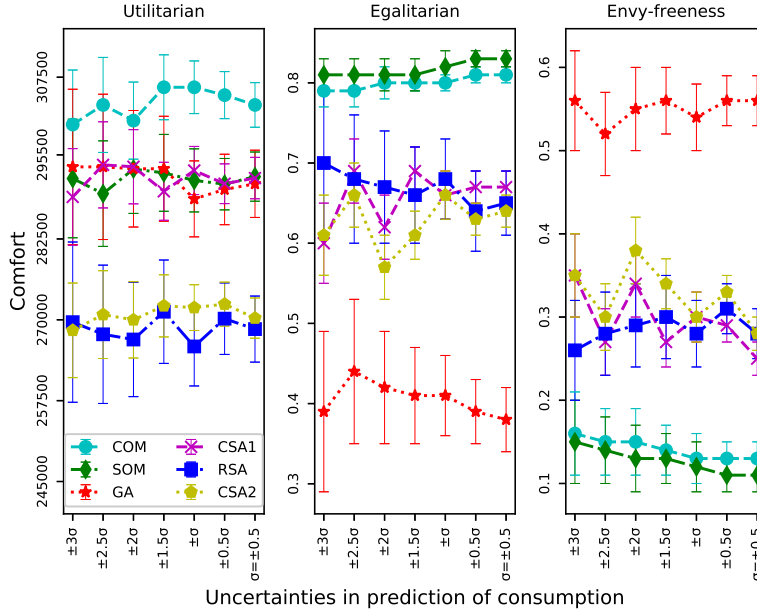 Utilitarian Egalitarian Envy-freeness
Comfort
307500
295500
282500
270000
257500
245000
0.8
0.7
0.6
0.5
0.4
0.3
0.6
0.5
0.4
0.3
0.2
0.1
COM CSA1
SOM RSA
GA CSA2
±3σ ±2.5σ ±2σ ±1.5σ ±σ ±0.5σ σ=±0.5
±3σ ±2.5σ ±2σ ±1.5σ ±σ ±0.5σ σ=±0.5
±3σ ±2.5σ ±2σ ±1.5σ ±σ ±0.5σ σ=±0.5
Uncertainties in prediction of consumption